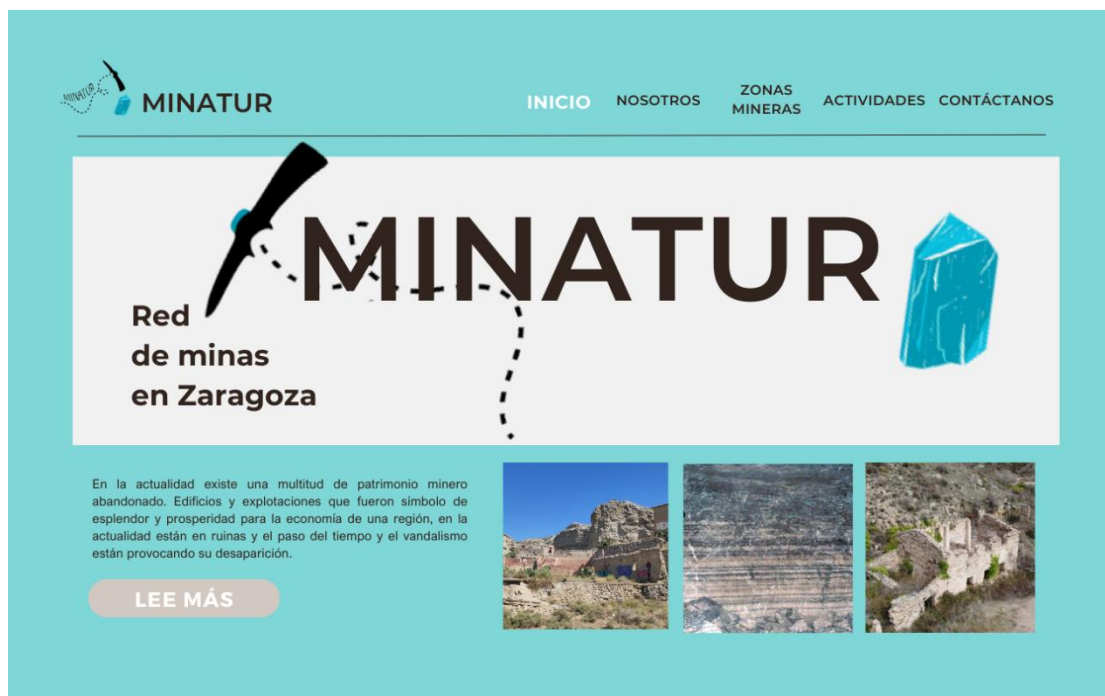 MINATUR
MINATUR
INICIO
NOSOTROS
ZONAS
MINERAS
ACTIVIDADES
CONTÁCTANOS
MINATUR
Red
de minas
en Zaragoza
En la actualidad existe una multitud de patrimonio minero
abandonado. Edificios y explotaciones que fueron símbolo de
esplendor y prosperidad para la economía de una región, en la
actualidad están en ruinas y el paso del tiempo y el vandalismo
están provocando su desaparición.
LEE MÁS